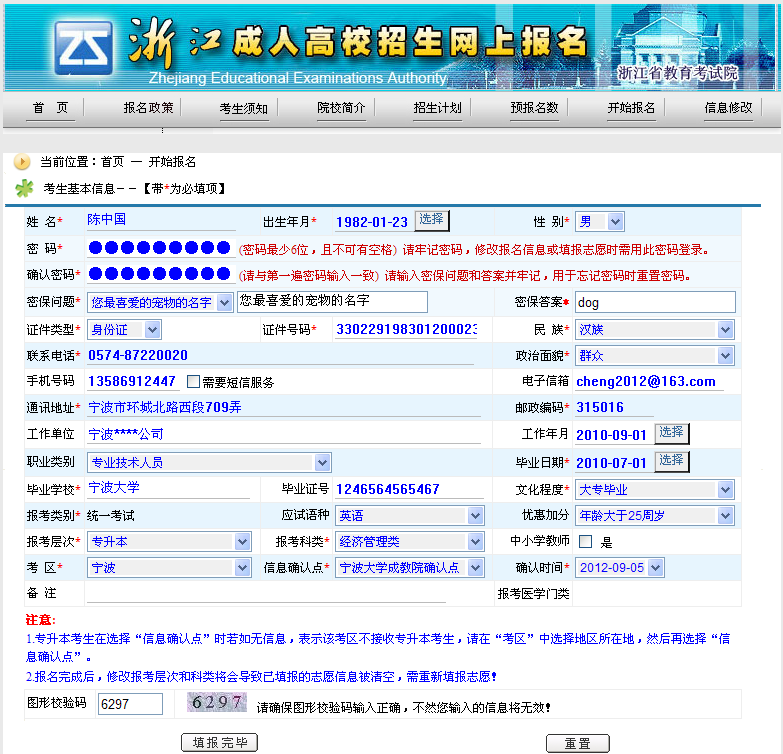 浙江成人高校招生网上报名
Zhejiang Educational Examinations Authority
浙江省教育考试院
首 页 报名政策 考生须知 院校简介 招生计划 预报名数 开始报名 信息修改
当前位置：首页 — 开始报名
考生基本信息－－【带*为必填项】
姓 名* 陈中国 出生年月* 1982-01-23 选择 性 别* 男
密 码* ●●●●●●●●● (密码最少6位，且不可有空格) 请牢记密码，修改报名信息或填报志愿时需用此密码登录。
确认密码* ●●●●●●●●● (请与第一遍密码输入一致) 请输入密保问题和答案并牢记，用于忘记密码时重置密码。
密保问题* 您最喜爱的宠物的名字 您最喜爱的宠物的名字 密保答案* dog
证件类型* 身份证 证件号码* 33022919830120002 民 族* 汉族
联系电话* 0574-87220020 政治面貌* 群众
手机号码 13586912447 需要短信服务 电子信箱 cheng2012@163.com
通讯地址* 宁波市环城北路西段709弄 邮政编码* 315016
工作单位 宁波****公司 工作年月 2010-09-01 选择
职业类别 专业技术人员 毕业日期* 2010-07-01 选择
毕业学校* 宁波大学 毕业证号 1246564565467 文化程度* 大专毕业
报考类别* 统一考试 应试语种 英语 优惠加分 年龄大于25周岁
报考层次* 专升本 报考科类* 经济管理类 中小学教师 是
考 区* 宁波 信息确认点* 宁波大学成教院确认点 确认时间* 2012-09-05
备 注 报考医学门类
注意:
1.专升本考生在选择“信息确认点”时若如无信息，表示该考区不接收专升本考生，请在“考区”中选择地区所在地，然后再选择“信
息确认点”。
2.报名完成后，修改报考层次和科类将会导致已填报的志愿信息被清空，需重新填报志愿！
图形校验码 6297 6297 请确保图形校验码输入正确，不然您输入的信息将无效！
填报完毕 重置